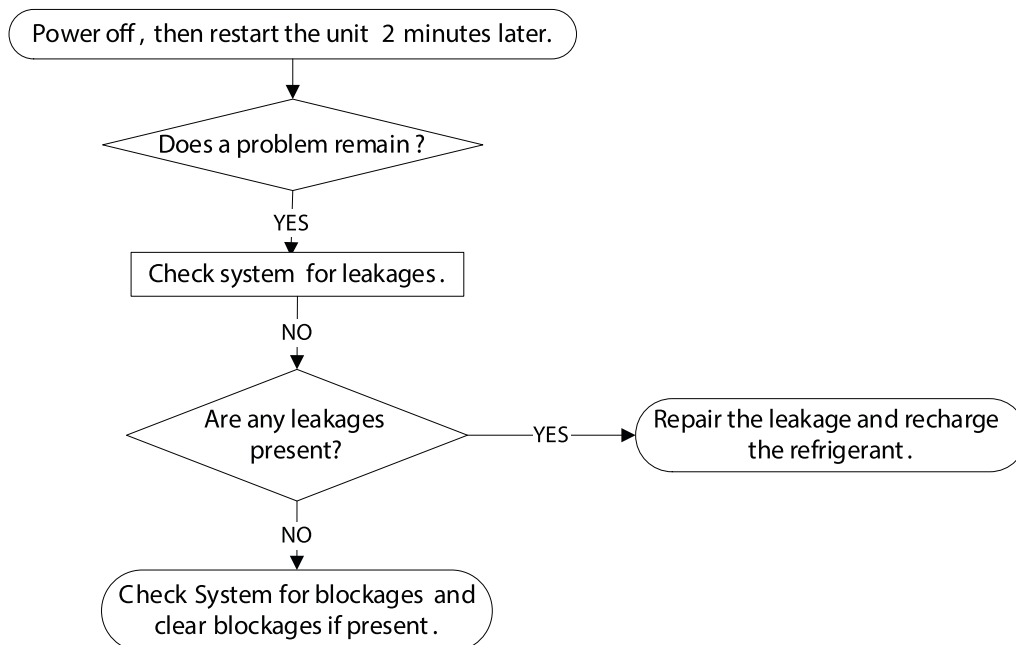 Power off, then restart the unit 2 minutes later.
Does a problem remain?
YES
Check system for leakages.
NO
Are any leakages
present?
YES
Repair the leakage and recharge
the refrigerant.
NO
Check System for blockages and
clear blockages if present.